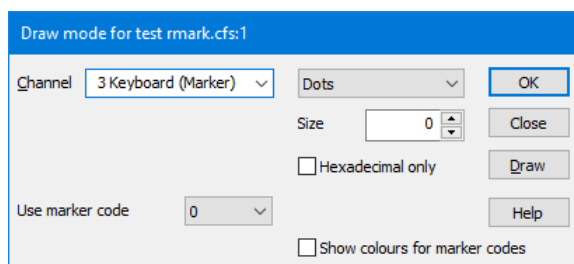 Draw mode for test rmark.cfs:1
Channel 3 Keyboard (Marker) Dots OK
Size 0 Close
Hexadecimal only Draw
Use marker code 0 Help
Show colours for marker codes